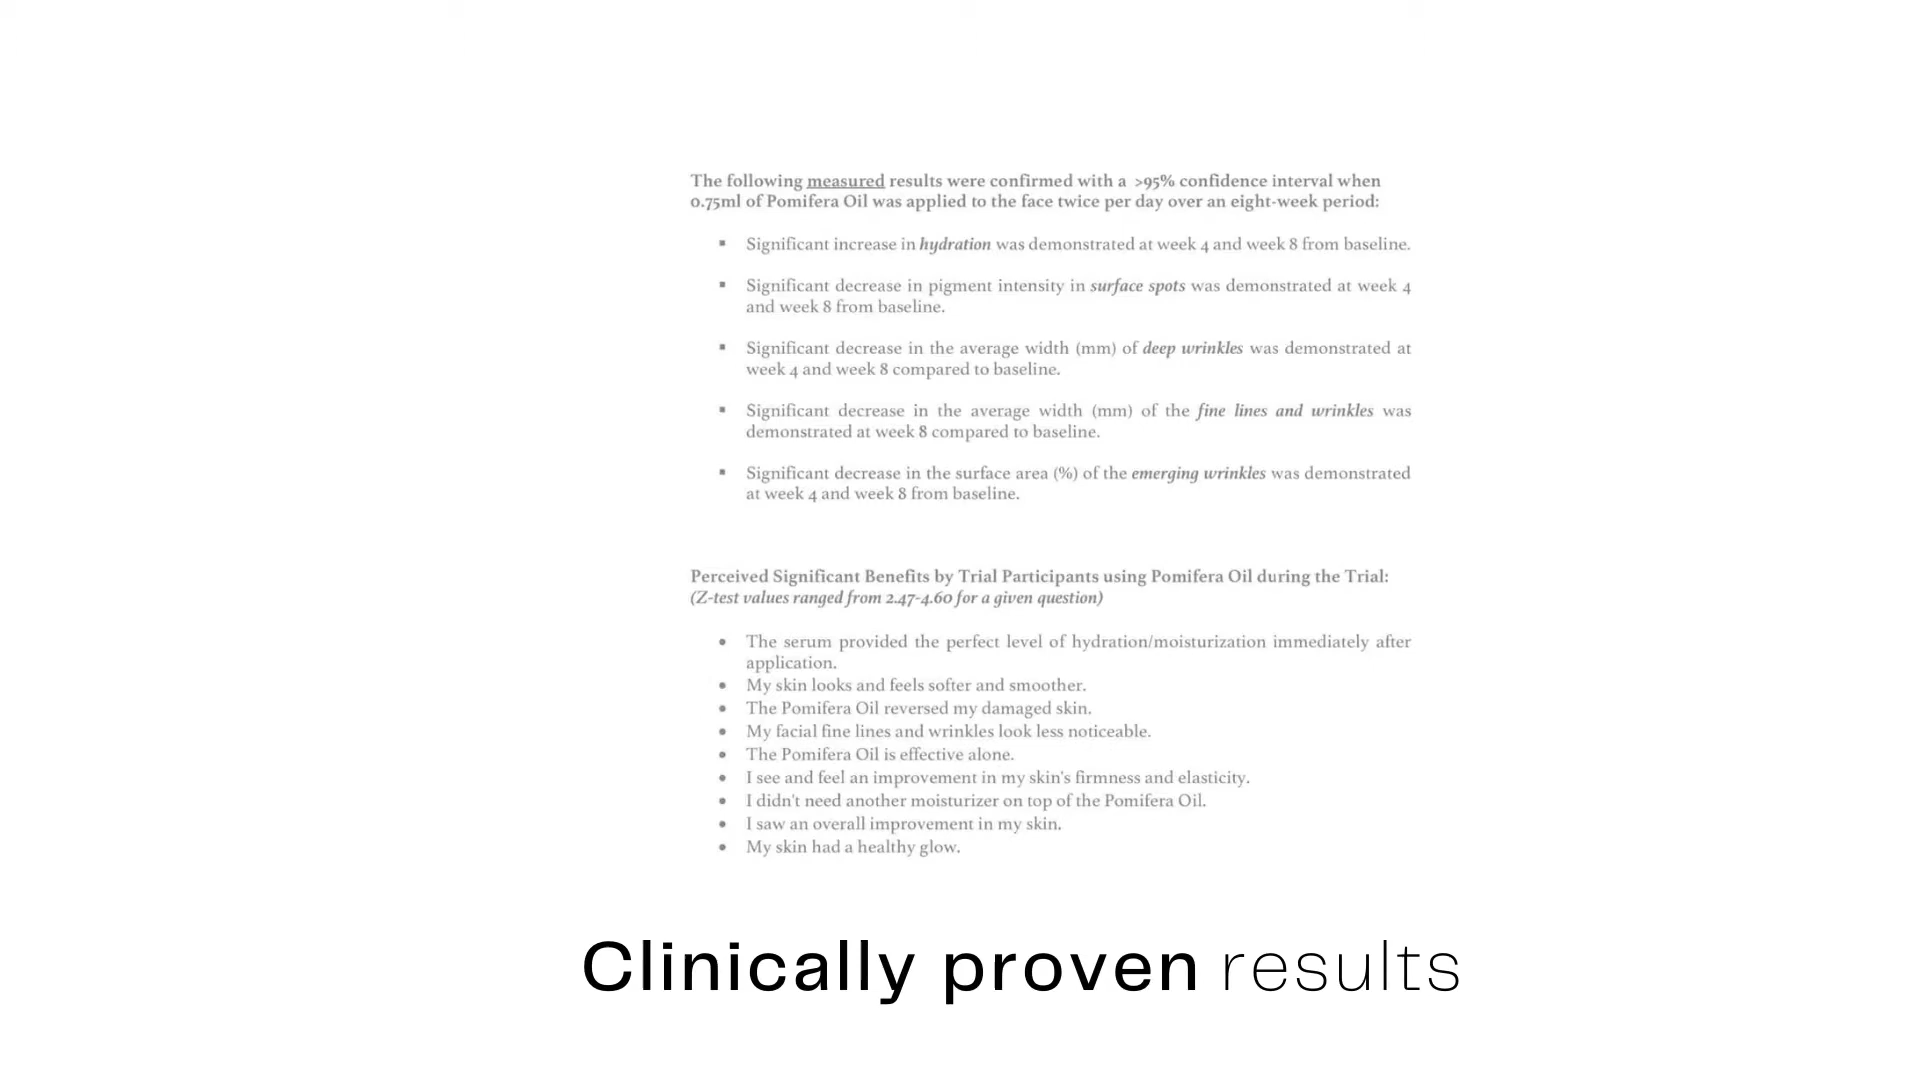 The following measured results were confirmed with a >95% confidence interval when
0.75ml of Pomifera Oil was applied to the face twice per day over an eight-week period:
▪ Significant increase in hydration was demonstrated at week 4 and week 8 from baseline.
▪ Significant decrease in pigment intensity in surface spots was demonstrated at week 4
and week 8 from baseline.
▪ Significant decrease in the average width (mm) of deep wrinkles was demonstrated at
week 4 and week 8 compared to baseline.
▪ Significant decrease in the average width (mm) of the fine lines and wrinkles was
demonstrated at week 8 compared to baseline.
▪ Significant decrease in the surface area (%) of the emerging wrinkles was demonstrated
at week 4 and week 8 from baseline.
Perceived Significant Benefits by Trial Participants using Pomifera Oil during the Trial:
(Z-test values ranged from 2.47-4.60 for a given question)
• The serum provided the perfect level of hydration/moisturization immediately after
application.
• My skin looks and feels softer and smoother.
• The Pomifera Oil reversed my damaged skin.
• My facial fine lines and wrinkles look less noticeable.
• The Pomifera Oil is effective alone.
• I see and feel an improvement in my skin's firmness and elasticity.
• I didn't need another moisturizer on top of the Pomifera Oil.
• I saw an overall improvement in my skin.
• My skin had a healthy glow.
Clinically proven results